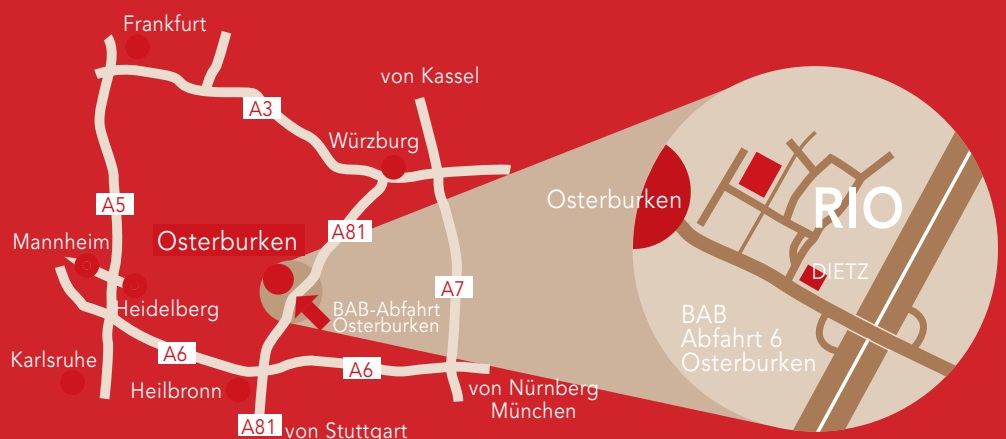 Frankfurt
von Kassel
A3
Würzburg
A5
Osterburken
RIO
A81
Mannheim
Osterburken
DIETZ
A7
Heidelberg
BAB-Abfahrt
Osterburken
BAB
Abfahrt 6
Osterburken
Karlsruhe
A6
A6
Heilbronn
von Nürnberg
München
A81
von Stuttgart